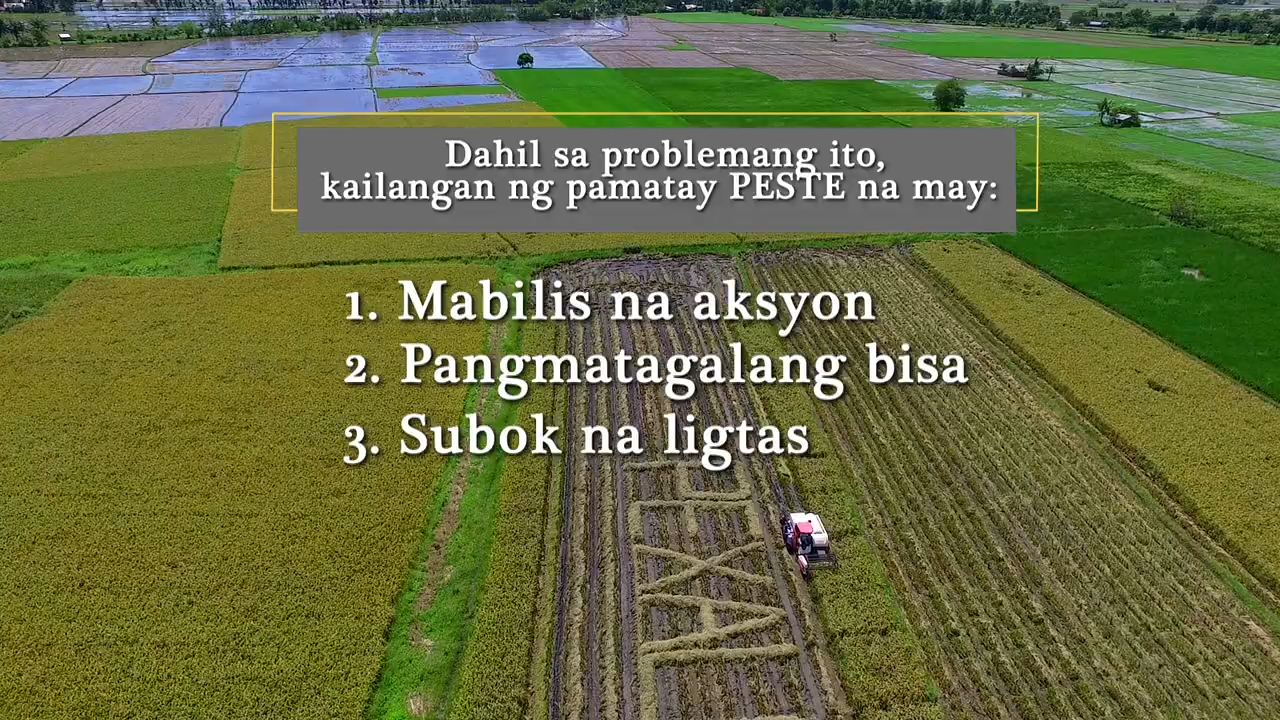 Dahil sa problemang ito,
kailangan ng pamatay PESTE na may:
1. Mabilis na aksyon
2. Pangmatagalang bisa
3. Subok na ligtas